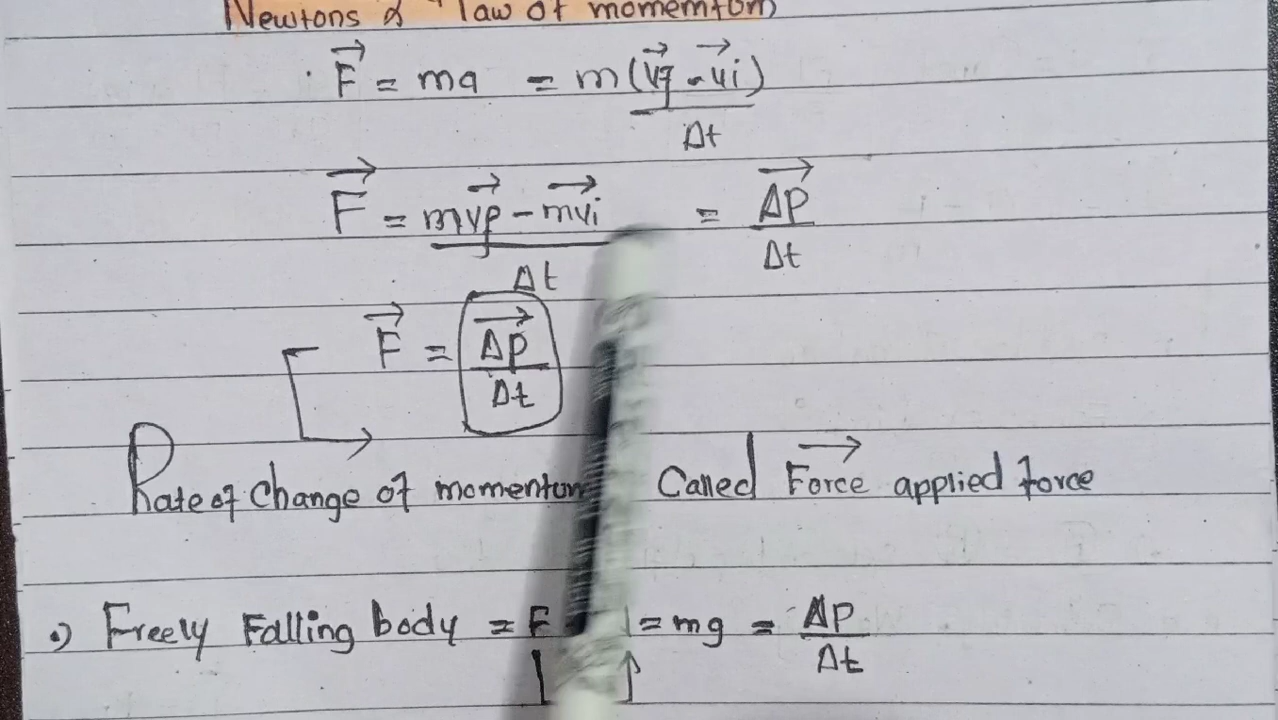 Newtons 2 law of momemtom
F = ma = m(vf - vi)
Δt
F = mvf - mvi = ΔP
Δt Δt
F = ΔP
Δt
Rate of change of momentum Called Force applied force
Freely Falling body = F = mg = ΔP
Δt